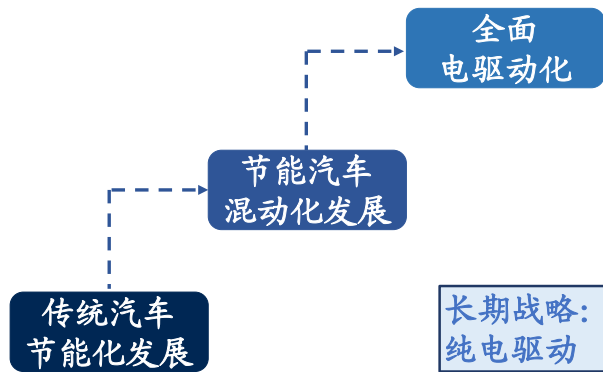 全面
电驱动化
节能汽车
混动化发展
传统汽车
节能化发展
长期战略:
纯电驱动